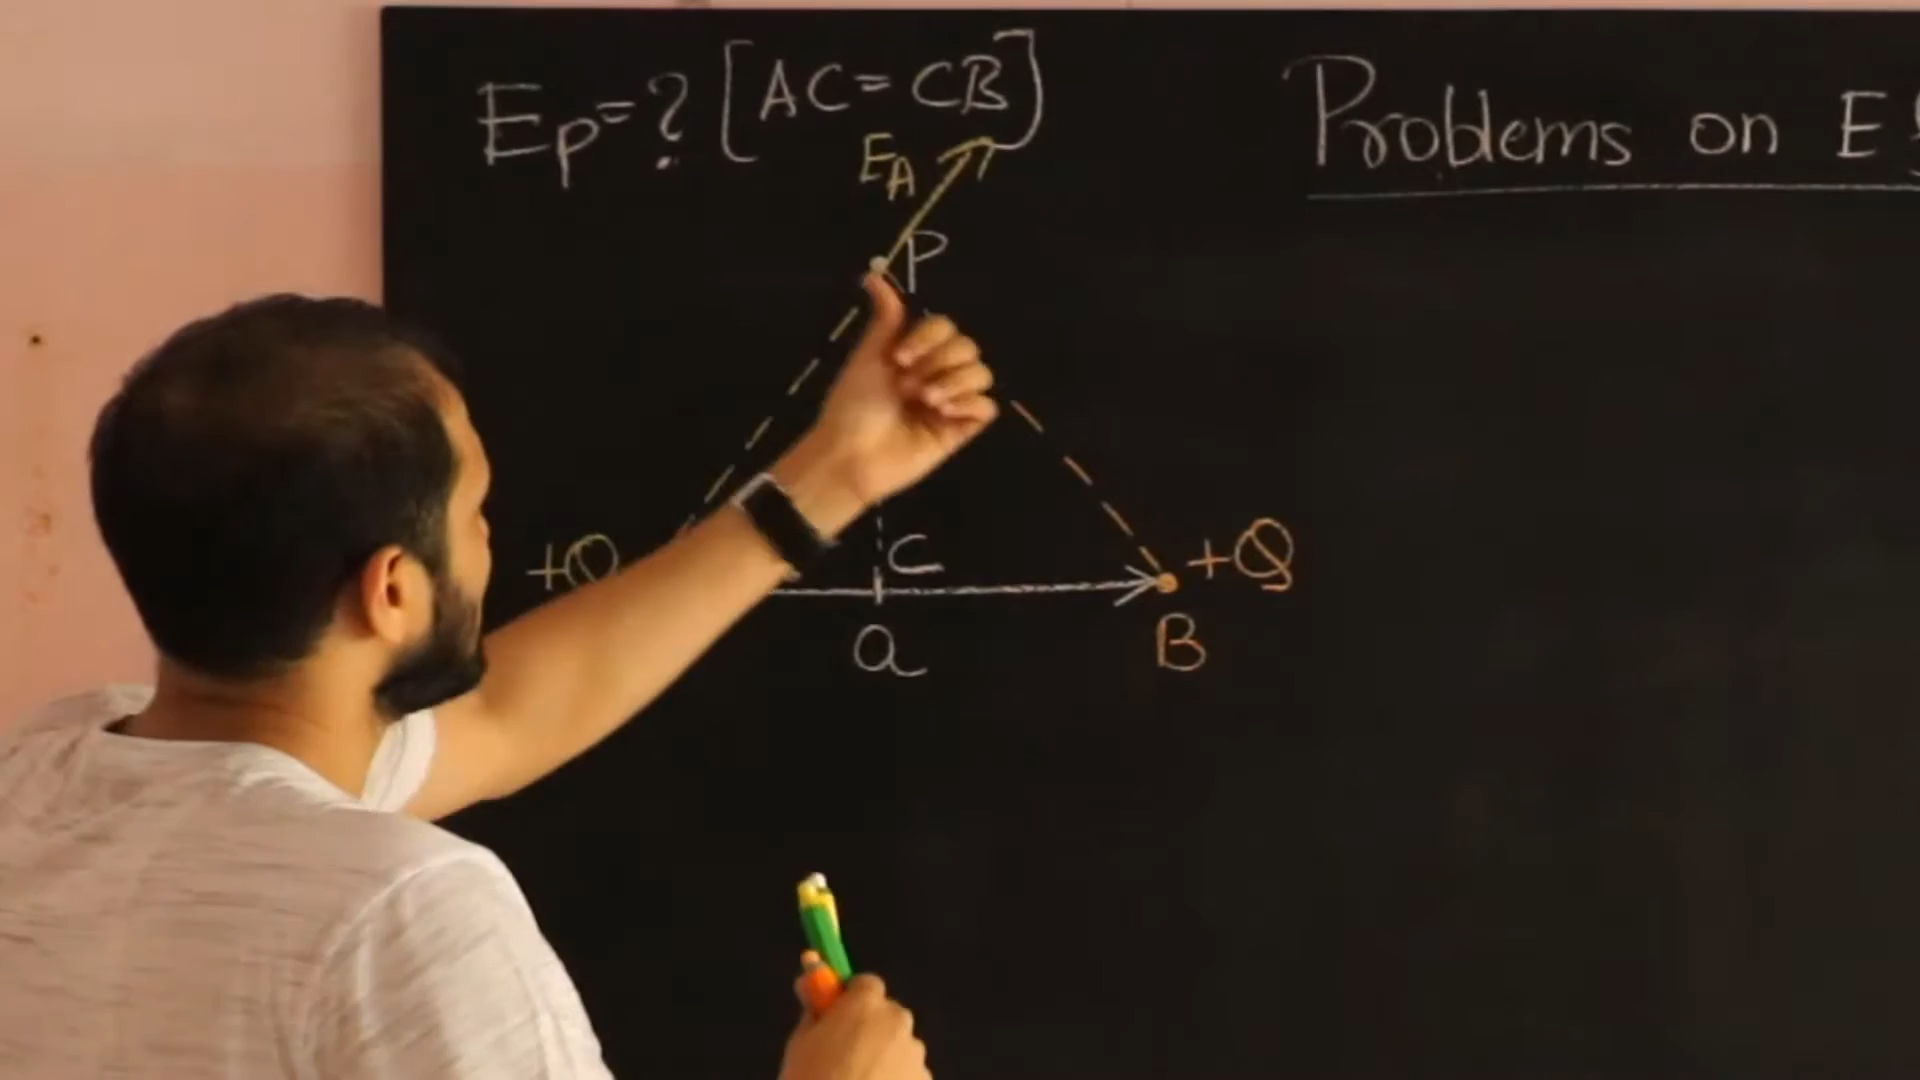 Ep=? [AC=CB]
Problems on E
EA
P
+Q
C
+Q
a
B